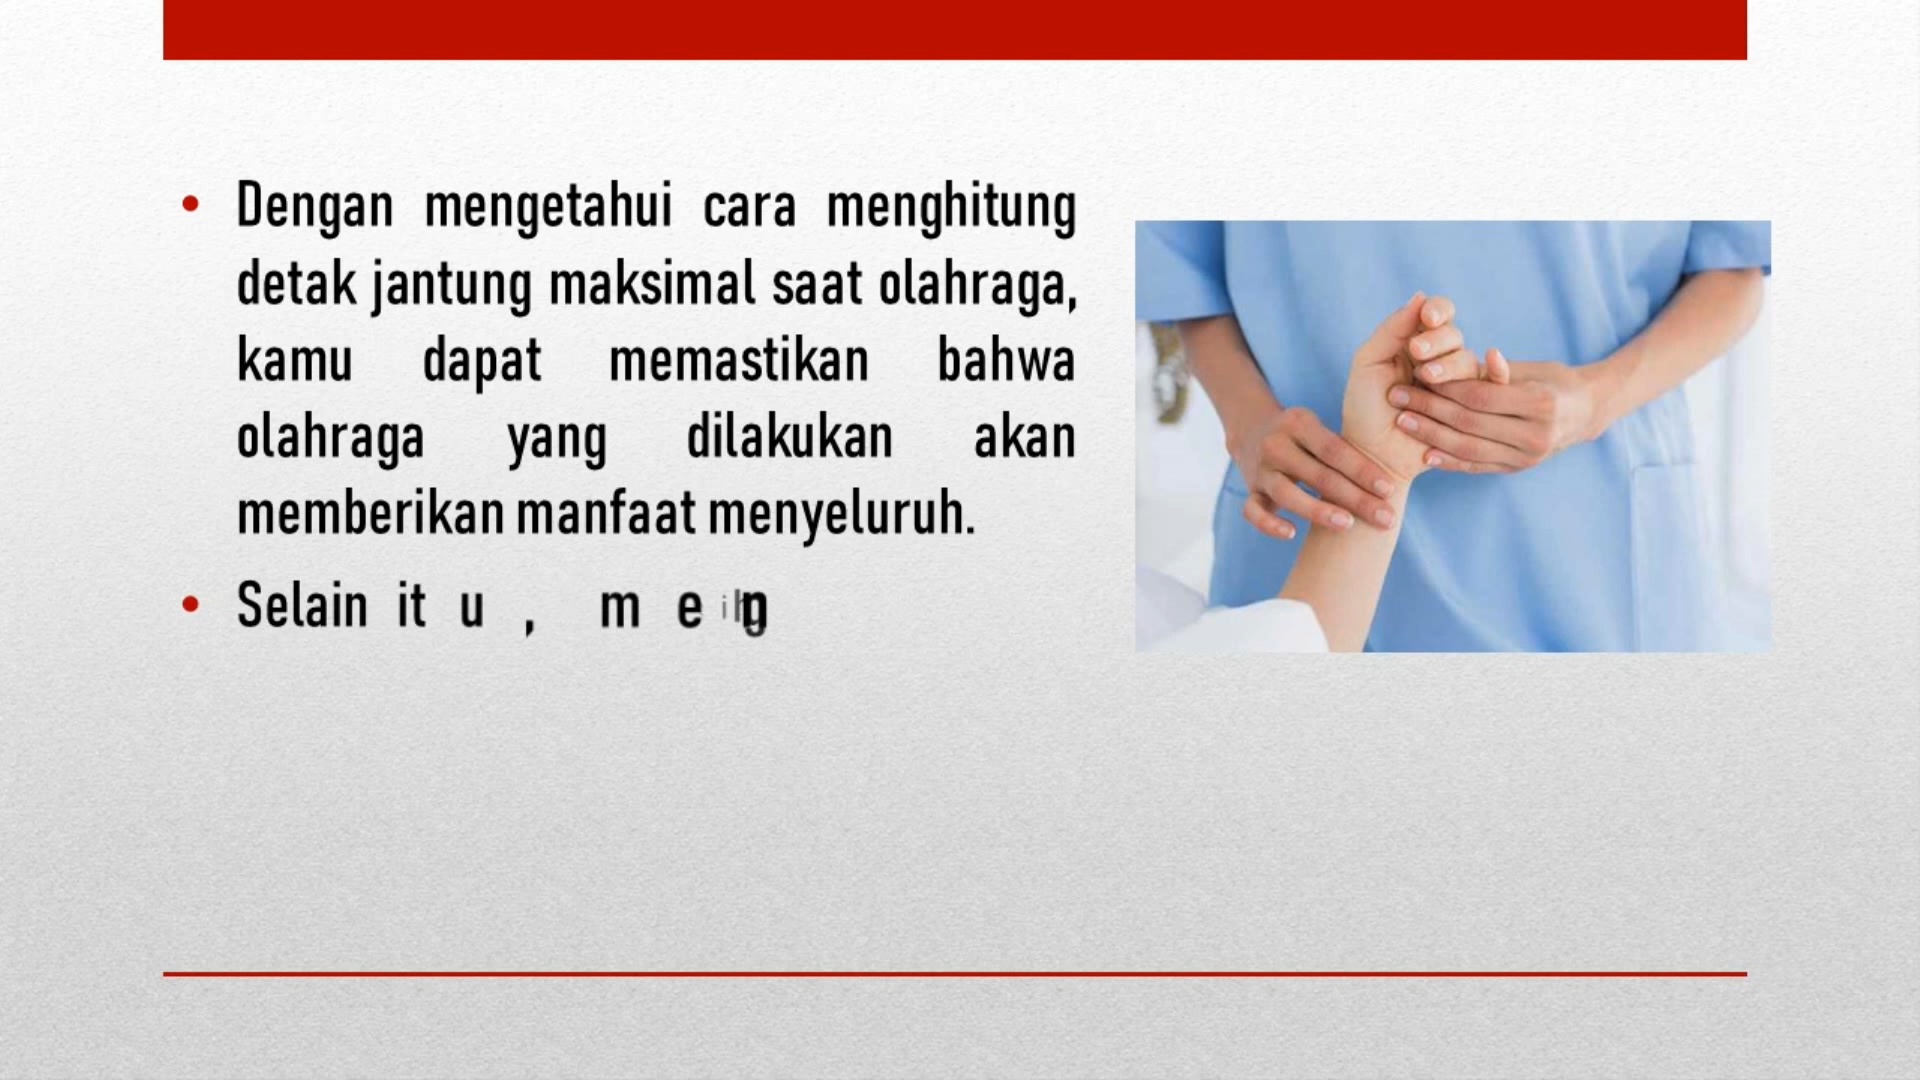 • Dengan mengetahui cara menghitung
detak jantung maksimal saat olahraga,
kamu dapat memastikan bahwa
olahraga yang dilakukan akan
memberikan manfaat menyeluruh.
• Selain itu,